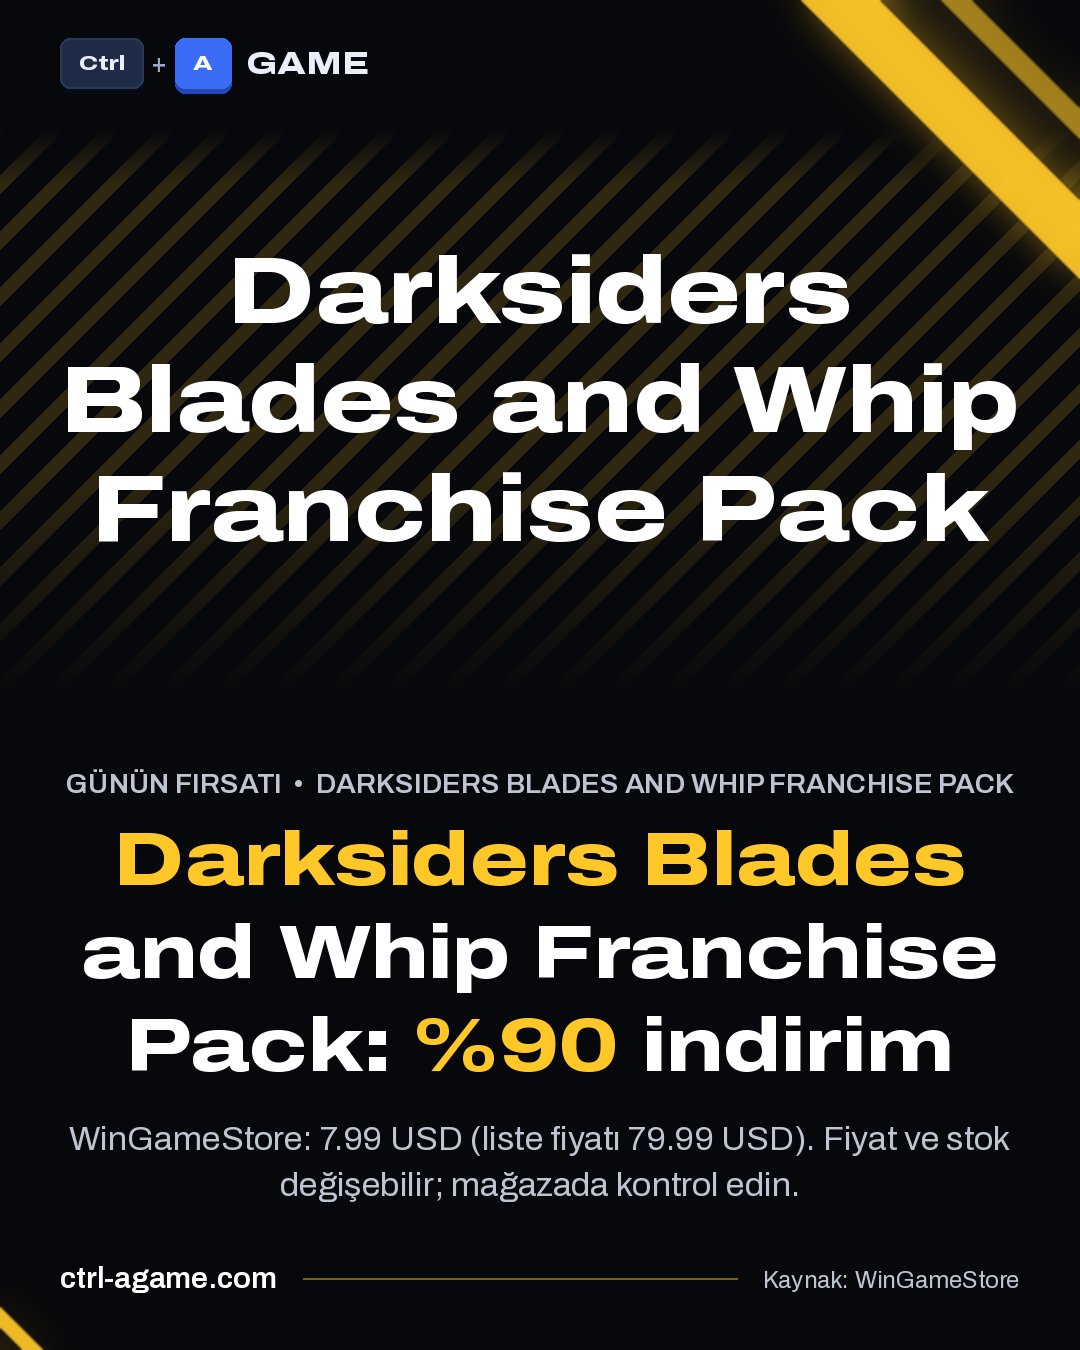 Ctrl + A GAME
Darksiders
Blades and Whip
Franchise Pack
GÜNÜN FIRSATI • DARKSIDERS BLADES AND WHIP FRANCHISE PACK
Darksiders Blades
and Whip Franchise
Pack: %90 indirim
WinGameStore: 7.99 USD (liste fiyatı 79.99 USD). Fiyat ve stok
değişebilir; mağazada kontrol edin.
ctrl-agame.com
Kaynak: WinGameStore